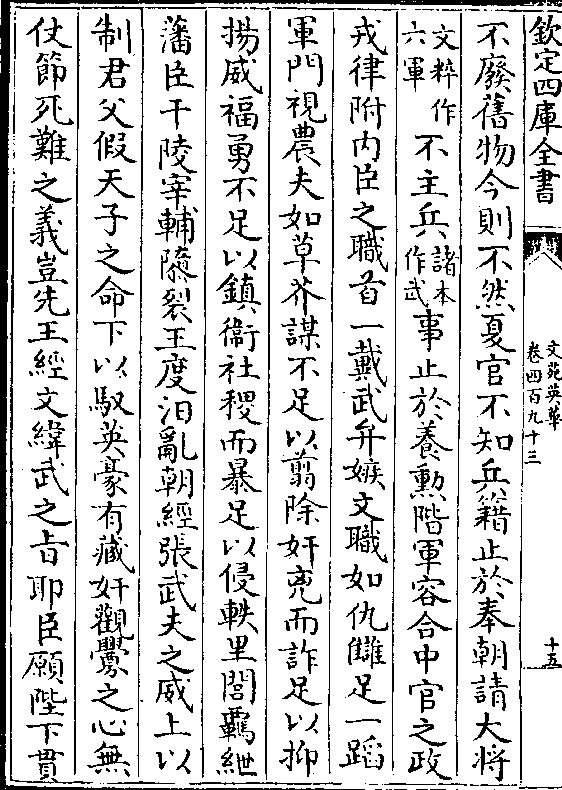 欽定四庫全書
文苑英華
卷四百九十三
十五
不廢舊物今則不然夏官不知兵籍止於奉朝請大將
文粹作六軍不主兵諸本作武事止於養勲階軍容合中官之政
戎律附内臣之職首一戴武弁嫉文職如仇讎足一蹈
軍門視農夫如草芥謀不足以翦除奸兇而詐足以抑
揚威福勇不足以鎮衞社稷而暴足以侵軼里閭羈紲
藩臣干陵宰輔隳裂王度汨亂朝經張武夫之威上以
制君父假天子之命下以馭英豪有藏奸觀釁之心無
仗節死難之義豈先王經文緯武之旨耶臣願陛下貫